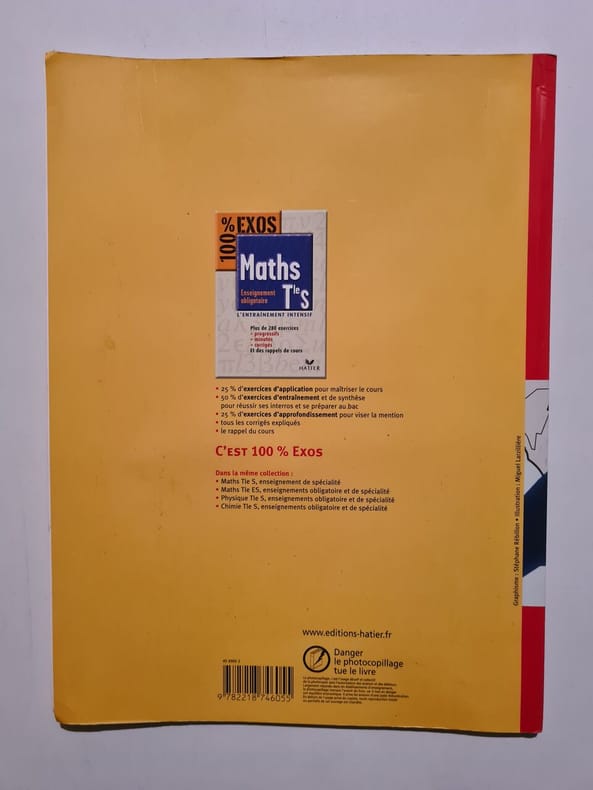 100% EXOS
Maths
Enseignement
obligatoire
Tle S
L'ENTRAÎNEMENT INTENSIF
Plus de 280 exercices
• progressifs
• minutés
• corrigés
Et des rappels de cours
HATIER
• 25 % d'exercices d'application pour maîtriser le cours
• 50 % d'exercices d'entraînement et de synthèse
pour réussir ses interros et se préparer au bac
• 25 % d'exercices d'approfondissement pour viser la mention
• tous les corrigés expliqués
• le rappel du cours
C'EST 100 % EXOS
Dans la même collection :
• Maths Tle S, enseignement de spécialité
• Maths Tle ES, enseignements obligatoire et de spécialité
• Physique Tle S, enseignements obligatoire et de spécialité
• Chimie Tle S, enseignements obligatoire et de spécialité
Graphisme : Stéphane Rébillon • Illustration : Miguel Larzillière
www.editions-hatier.fr
Danger
le photocopillage
tue le livre
9 782218 746055